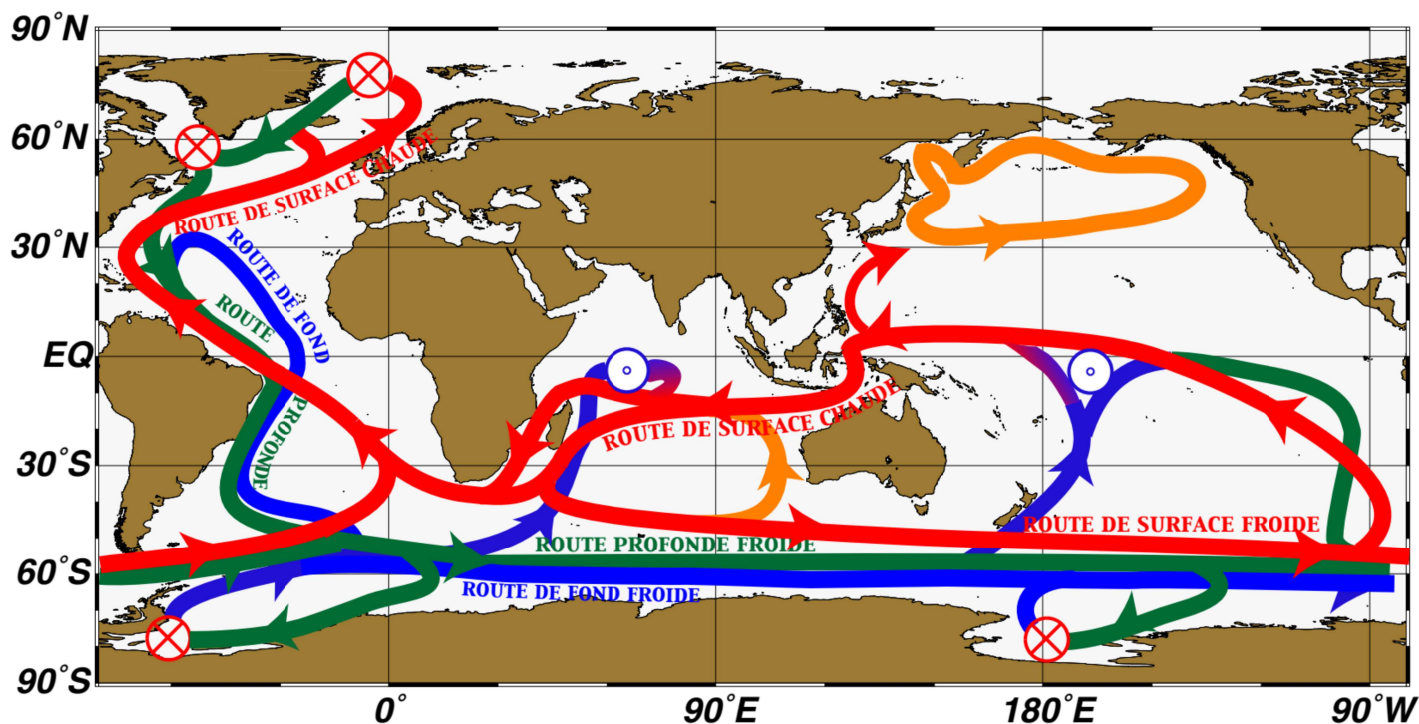 90°N
60°N
30°N
EQ
30°S
60°S
90°S
ROUTE DE SURFACE CHAUDE
ROUTE DE FOND
ROUTE
PROFONDE
ROUTE DE SURFACE CHAUDE
ROUTE DE SURFACE FROIDE
ROUTE PROFONDE FROIDE
ROUTE DE FOND FROIDE
0°
90°E
180°E
90°W